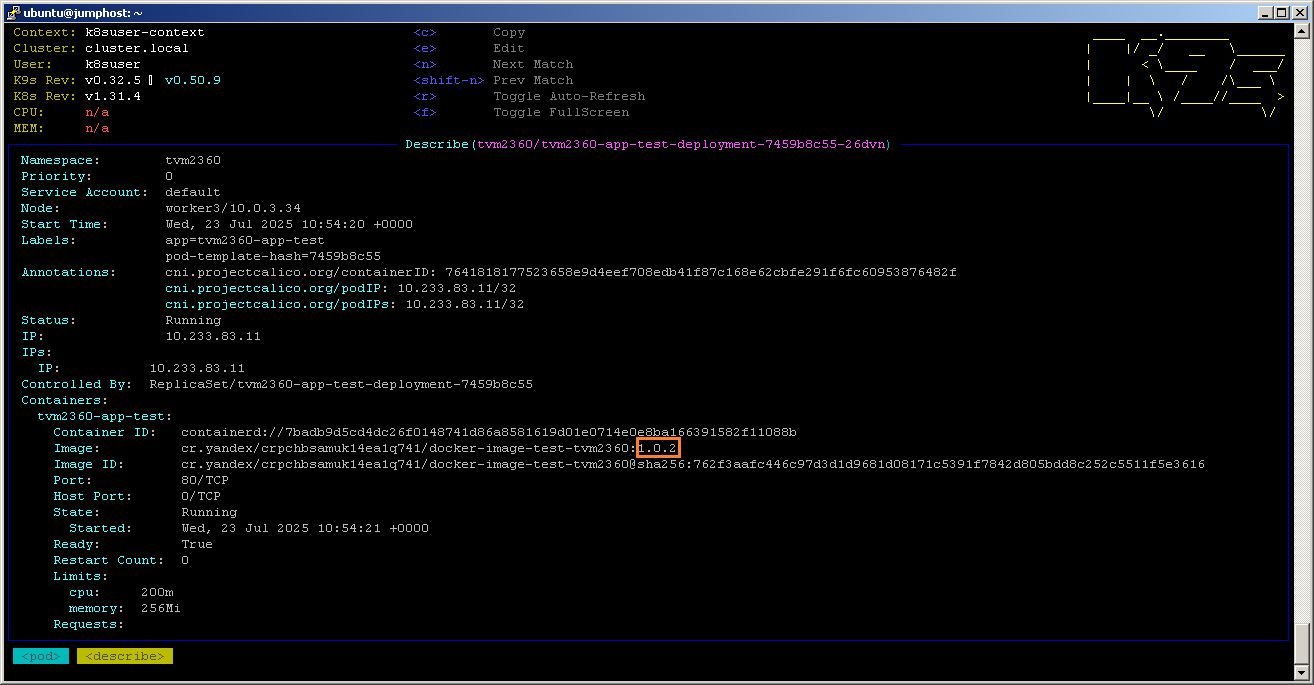 ubuntu@jumphost: ~
Context: k8suser-context <c> Copy
Cluster: cluster.local <e> Edit
User: k8suser <n> Next Match
K9s Rev: v0.32.5 v0.50.9 <shift-n> Prev Match
K8s Rev: v1.31.4 <r> Toggle Auto-Refresh
CPU: n/a <f> Toggle FullScreen
MEM: n/a
Describe(tvm2360/tvm2360-app-test-deployment-7459b8c55-26dvn)
Namespace: tvm2360
Priority: 0
Service Account: default
Node: worker3/10.0.3.34
Start Time: Wed, 23 Jul 2025 10:54:20 +0000
Labels: app=tvm2360-app-test
pod-template-hash=7459b8c55
Annotations: cni.projectcalico.org/containerID: 7641818177523658e9d4eef708edb41f87c168e62cbfe291f6fc60953876482f
cni.projectcalico.org/podIP: 10.233.83.11/32
cni.projectcalico.org/podIPs: 10.233.83.11/32
Status: Running
IP: 10.233.83.11
IPs:
IP: 10.233.83.11
Controlled By: ReplicaSet/tvm2360-app-test-deployment-7459b8c55
Containers:
tvm2360-app-test:
Container ID: containerd://7badb9d5cd4dc26f0148741d86a8581619d01e0714e0e8ba166391582f11088b
Image: cr.yandex/crpchbsamuk14ea1q741/docker-image-test-tvm2360:1.0.2
Image ID: cr.yandex/crpchbsamuk14ea1q741/docker-image-test-tvm2360@sha256:762f3aafc446c97d3d1d9681d08171c5391f7842d805bdd8c252c5511f5e3616
Port: 80/TCP
Host Port: 0/TCP
State: Running
Started: Wed, 23 Jul 2025 10:54:21 +0000
Ready: True
Restart Count: 0
Limits:
cpu: 200m
memory: 256Mi
Requests:
<pod> <describe>